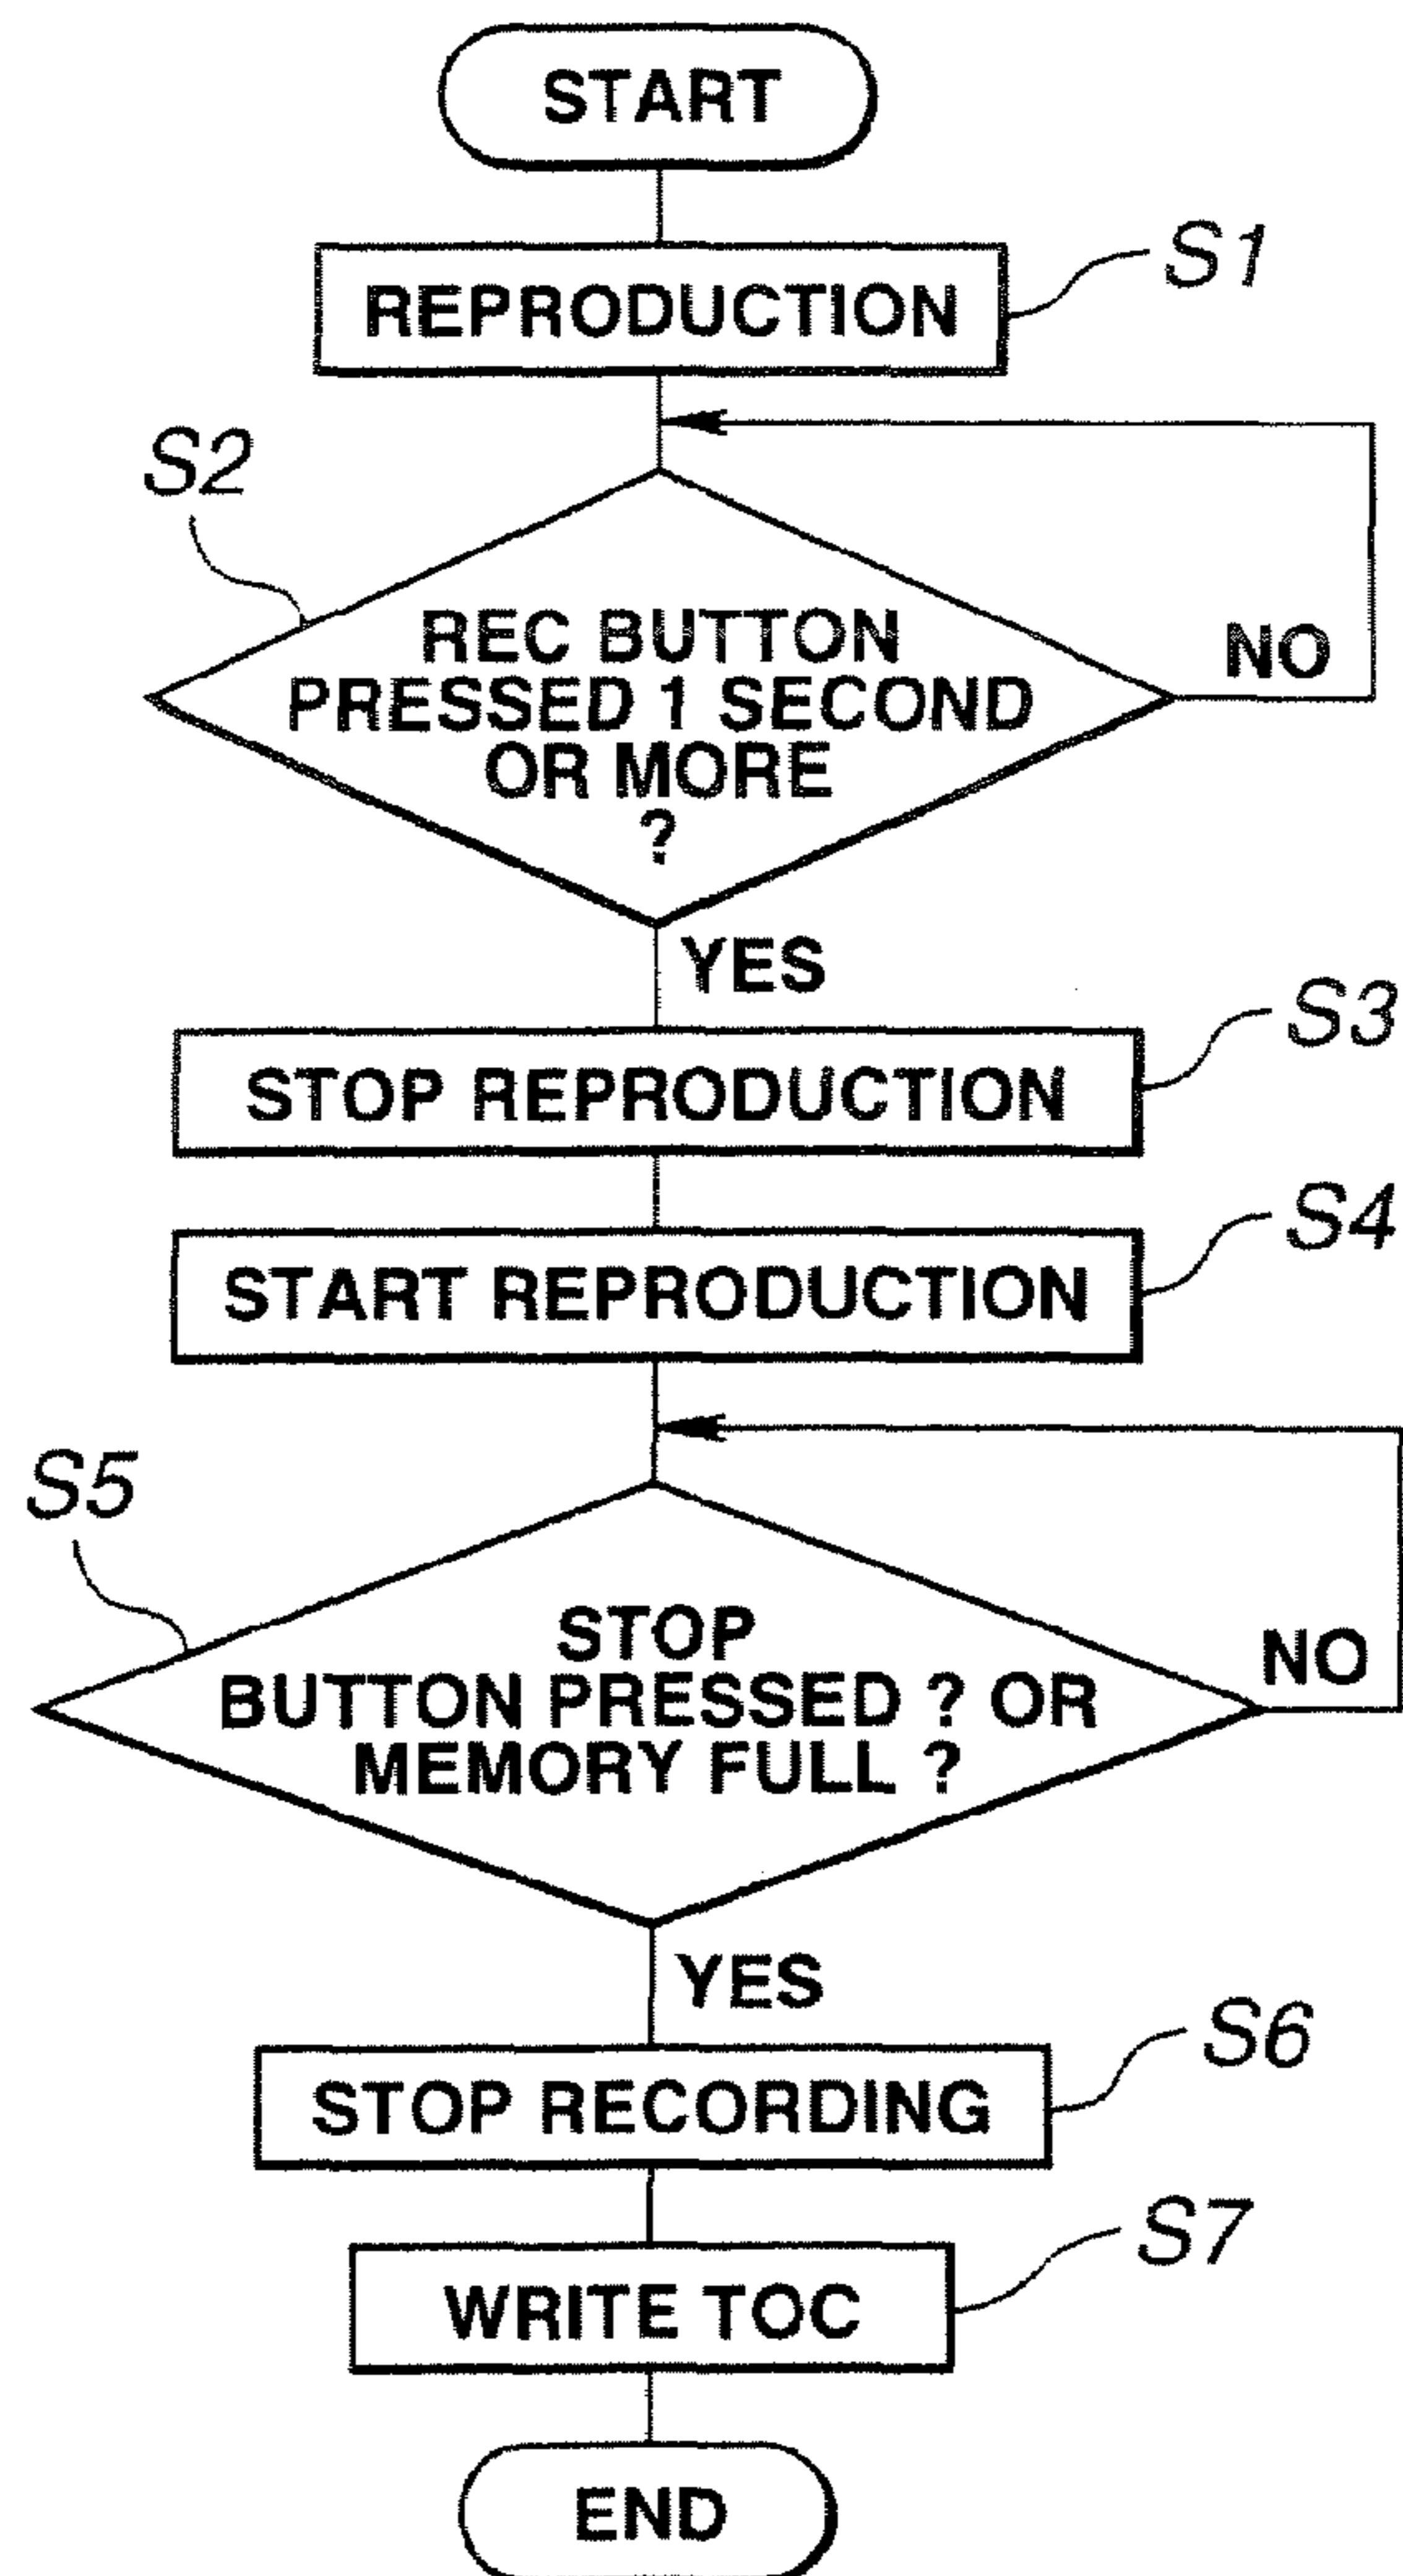 START
REPRODUCTION
S1
S2
REC BUTTON
PRESSED 1 SECOND
OR MORE
?
NO
YES
STOP REPRODUCTION
S3
START REPRODUCTION
S4
S5
STOP
BUTTON PRESSED ? OR
MEMORY FULL ?
NO
YES
STOP RECORDING
S6
WRITE TOC
S7
END